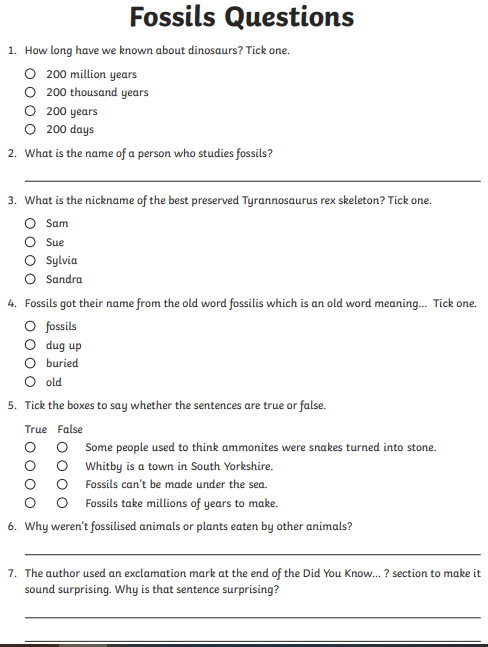 Fossils Questions
1. How long have we known about dinosaurs? Tick one.
200 million years
200 thousand years
200 years
200 days
2. What is the name of a person who studies fossils?
3. What is the nickname of the best preserved Tyrannosaurus rex skeleton? Tick one.
Sam
Sue
Sylvia
Sandra
4. Fossils got their name from the old word fossilis which is an old word meaning... Tick one.
fossils
dug up
buried
old
5. Tick the boxes to say whether the sentences are true or false.
True False
Some people used to think ammonites were snakes turned into stone.
Whitby is a town in South Yorkshire.
Fossils can't be made under the sea.
Fossils take millions of years to make.
6. Why weren't fossilised animals or plants eaten by other animals?
7. The author used an exclamation mark at the end of the Did You Know... ? section to make it
sound surprising. Why is that sentence surprising?